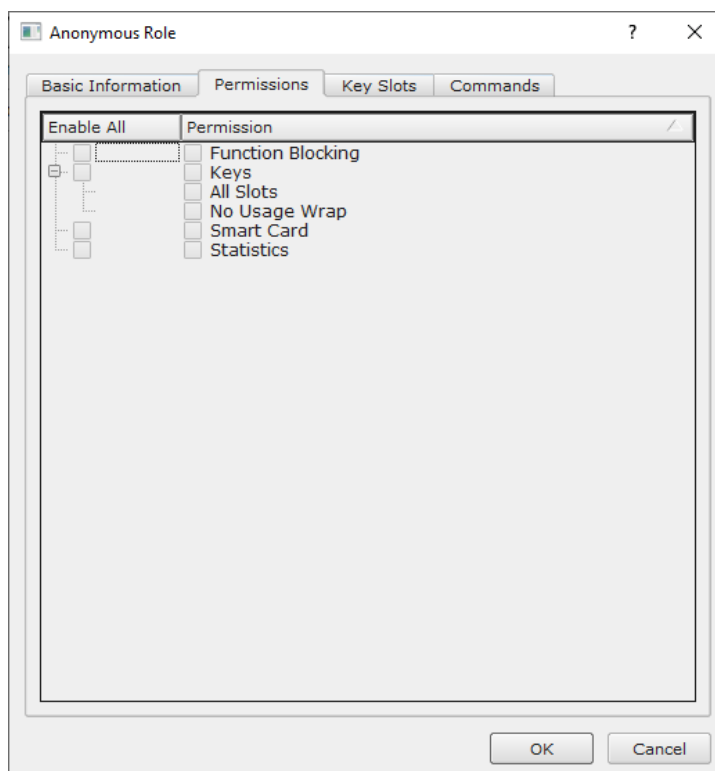 Anonymous Role ?
Basic Information Permissions Key Slots Commands
Enable All Permission
Function Blocking
Keys
All Slots
No Usage Wrap
Smart Card
Statistics
OK Cancel